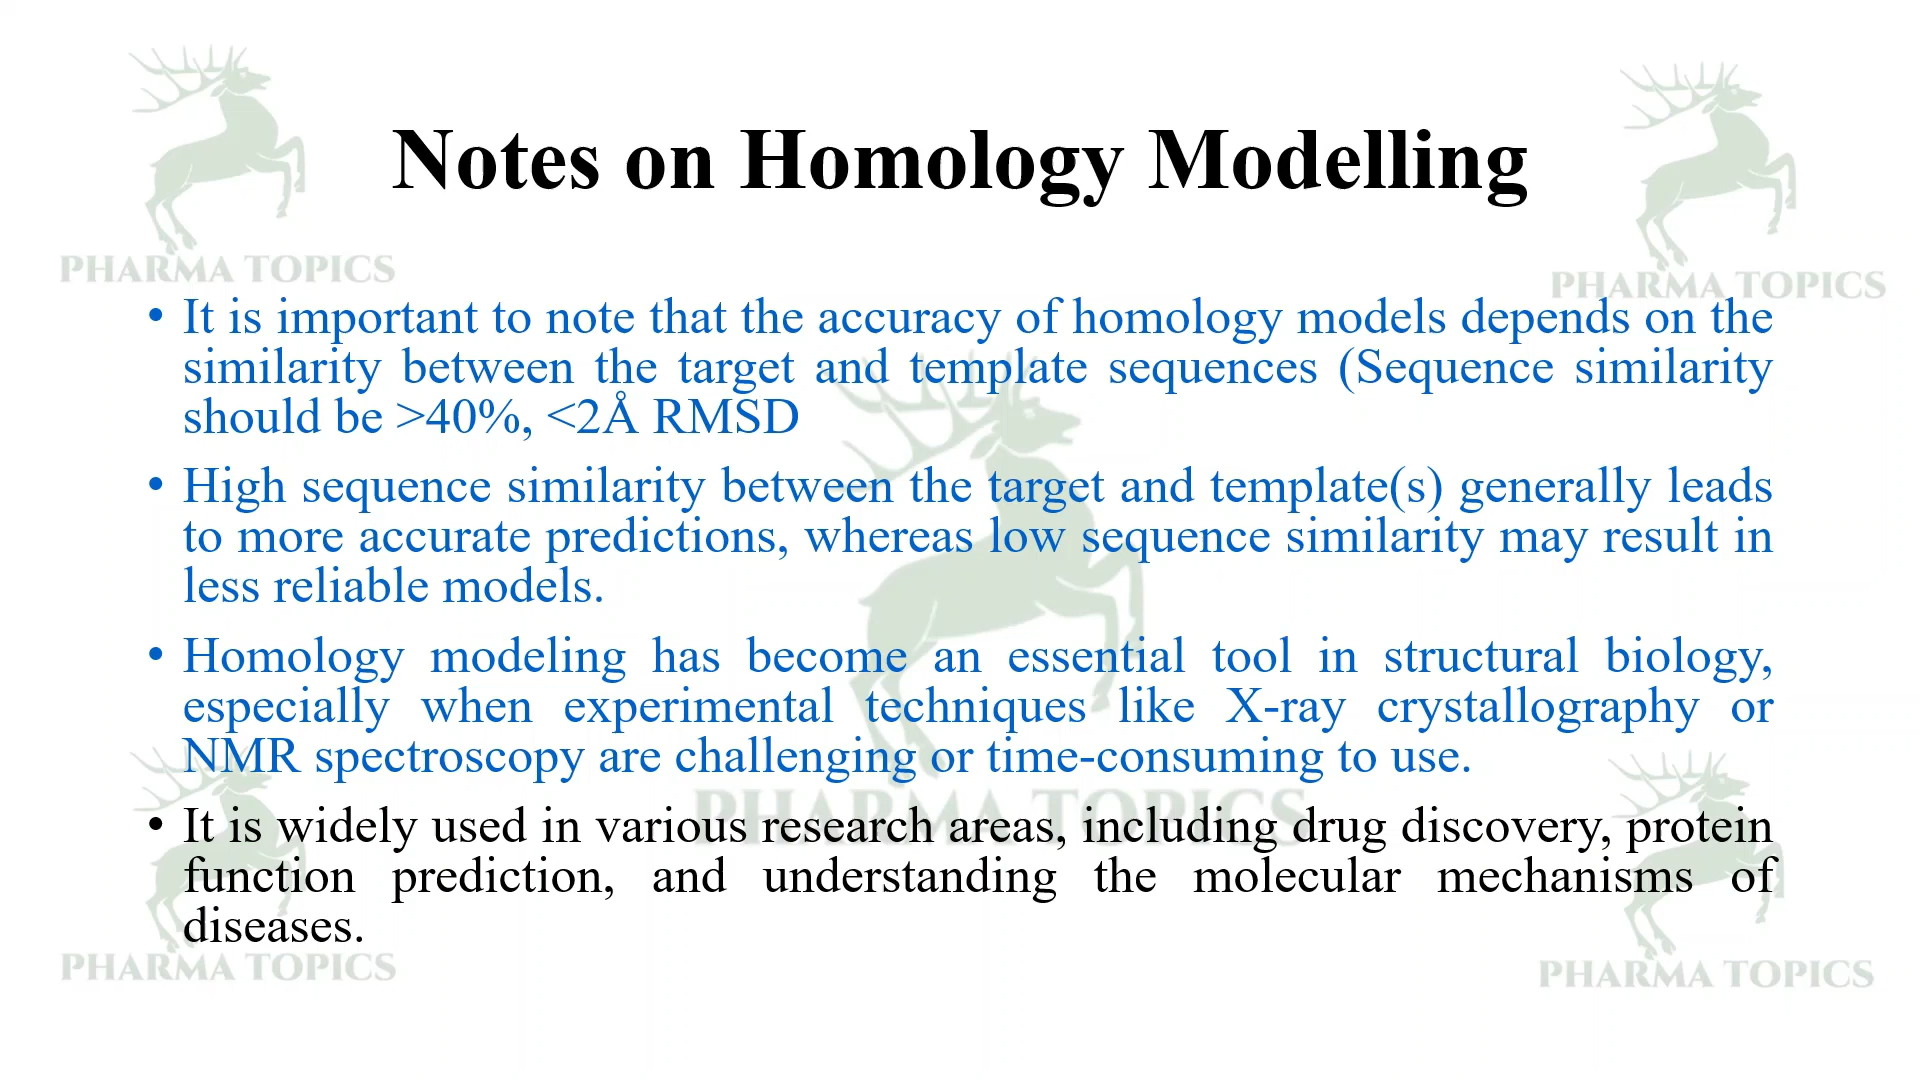 PHARMA TOPICS
PHARMA TOPICS
Notes on Homology Modelling
• It is important to note that the accuracy of homology models depends on the
similarity between the target and template sequences (Sequence similarity
should be >40%, <2Å RMSD
• High sequence similarity between the target and template(s) generally leads
to more accurate predictions, whereas low sequence similarity may result in
less reliable models.
• Homology modeling has become an essential tool in structural biology,
especially when experimental techniques like X-ray crystallography or
NMR spectroscopy are challenging or time-consuming to use.
PHARMA TOPICS
• It is widely used in various research areas, including drug discovery, protein
function prediction, and understanding the molecular mechanisms of
diseases.
PHARMA TOPICS
PHARMA TOPICS